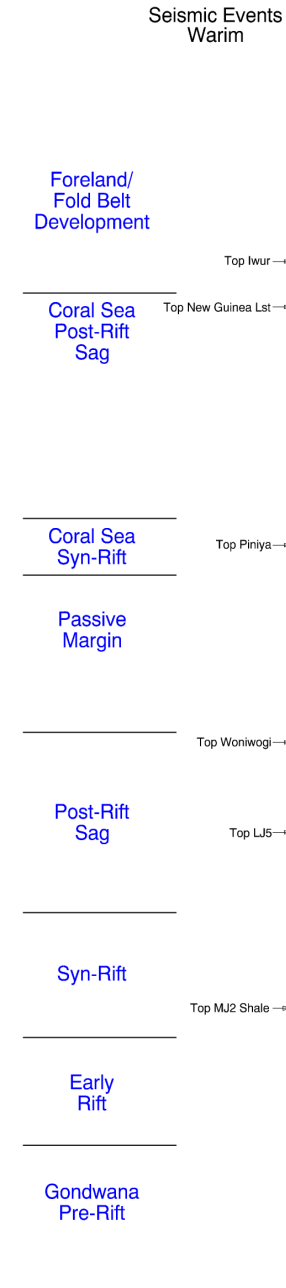 Seismic Events
Warim
Foreland/
Fold Belt
Development
Top Iwur
Coral Sea
Post-Rift
Sag
Top New Guinea Lst
Coral Sea
Syn-Rift
Top Piniya
Passive
Margin
Top Woniwogi
Post-Rift
Sag
Top LJ5
Syn-Rift
Top MJ2 Shale
Early
Rift
Gondwana
Pre-Rift